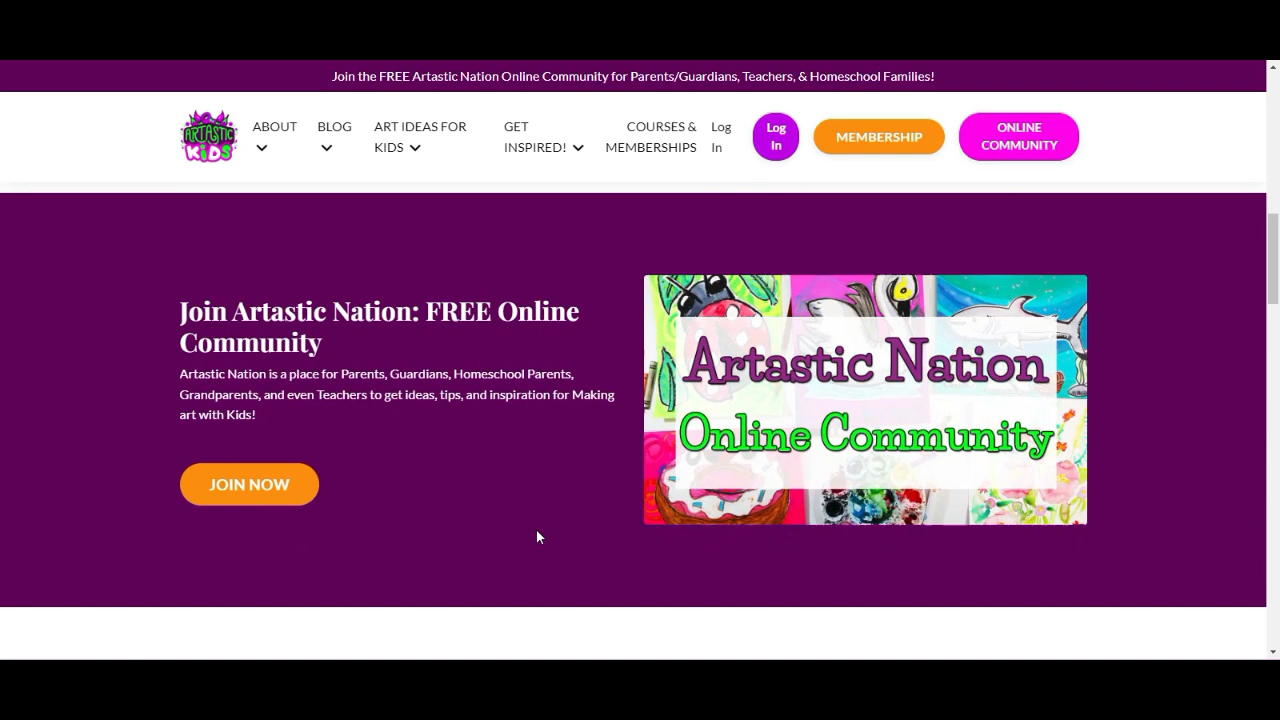 Join the FREE Artastic Nation Online Community for Parents/Guardians, Teachers, & Homeschool Families!
ARTASTIC
KiDS
ABOUT
BLOG
ART IDEAS FOR
KIDS
GET
INSPIRED!
COURSES &
MEMBERSHIPS
Log
In
Log
In
MEMBERSHIP
ONLINE
COMMUNITY
Join Artastic Nation: FREE Online
Community
Artastic Nation is a place for Parents, Guardians, Homeschool Parents,
Grandparents, and even Teachers to get ideas, tips, and inspiration for Making
art with Kids!
JOIN NOW
Artastic Nation
Online Community